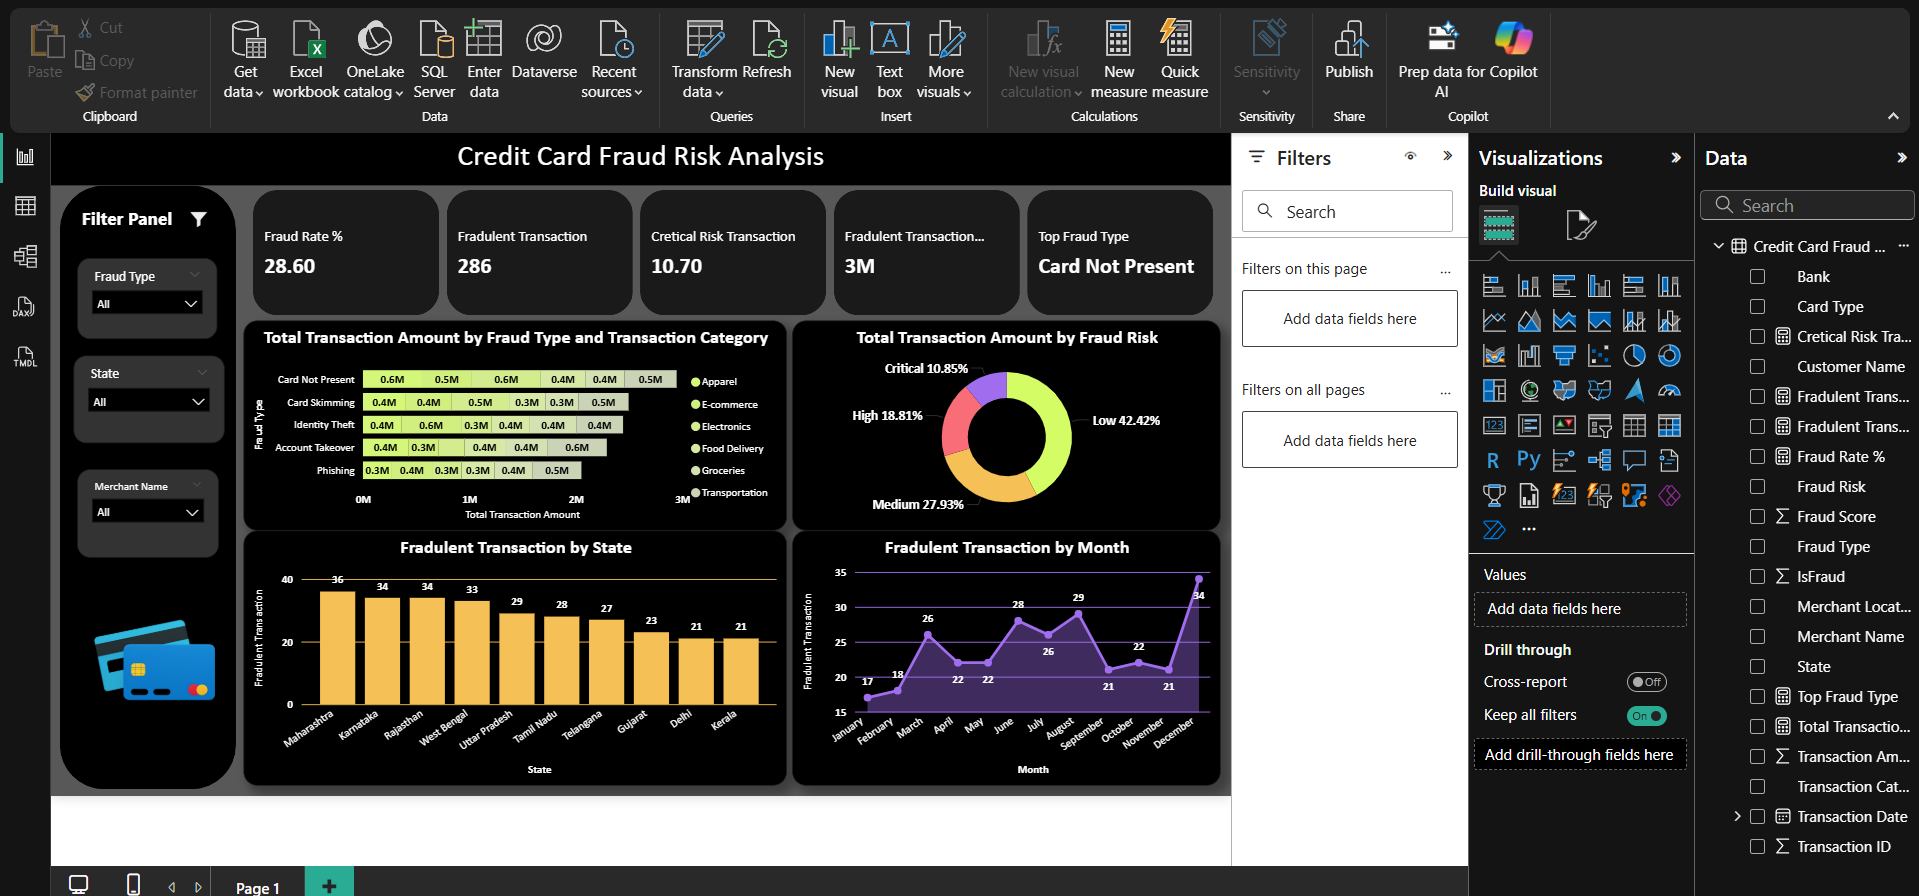 Paste
Cut
Copy
Format painter
Clipboard
Get data
Excel workbook
OneLake catalog
SQL Server
Enter data
Dataverse
Recent sources
Data
Transform data
Refresh
Queries
New visual
Text box
More visuals
Insert
New visual calculation
New measure
Quick measure
Calculations
Sensitivity
Sensitivity
Publish
Share
Prep data for AI
Copilot
Copilot
DAX
TMDL
Credit Card Fraud Risk Analysis
Filter Panel
Fraud Type
All
State
All
Merchant Name
All
Fraud Rate %
28.60
Fradulent Transaction
286
Cretical Risk Transaction
10.70
Fradulent Transaction...
3M
Top Fraud Type
Card Not Present
Total Transaction Amount by Fraud Type and Transaction Category
Fraud Type
Card Not Present 0.6M 0.5M 0.6M 0.4M 0.4M 0.5M
Card Skimming 0.4M 0.4M 0.5M 0.3M 0.3M 0.5M
Identity Theft 0.4M 0.6M 0.3M 0.4M 0.4M 0.4M
Account Takeover 0.4M 0.3M 0.4M 0.4M 0.6M
Phishing 0.3M 0.4M 0.3M 0.3M 0.4M 0.5M
0M 1M 2M 3M
Total Transaction Amount
Apparel
E-commerce
Electronics
Food Delivery
Groceries
Transportation
Total Transaction Amount by Fraud Risk
Critical 10.85%
High 18.81%
Low 42.42%
Medium 27.93%
Fradulent Transaction by State
Fradulent Transaction
40
20
0
36 34 34 33 29 28 27 23 21 21
Maharashtra Karnataka Rajasthan West Bengal Uttar Pradesh Tamil Nadu Telangana Gujarat Delhi Kerala
State
Fradulent Transaction by Month
Fradulent Transaction
35
30
25
20
15
17 18 26 22 22 28 26 29 21 22 21 34
January February March April May June July August September October November December
Month
Filters
Search
Filters on this page
...
Add data fields here
Filters on all pages
...
Add data fields here
Visualizations
Build visual
123
R
Py
123
...
Values
Add data fields here
Drill through
Cross-report
Off
Keep all filters
On
Add drill-through fields here
Data
Search
Credit Card Fraud ...
...
Bank
Card Type
Cretical Risk Tra...
Customer Name
Fradulent Trans...
Fradulent Trans...
Fraud Rate %
Fraud Risk
Fraud Score
Fraud Type
IsFraud
Merchant Locat...
Merchant Name
State
Top Fraud Type
Total Transactio...
Transaction Am...
Transaction Cat...
Transaction Date
Transaction ID
Page 1